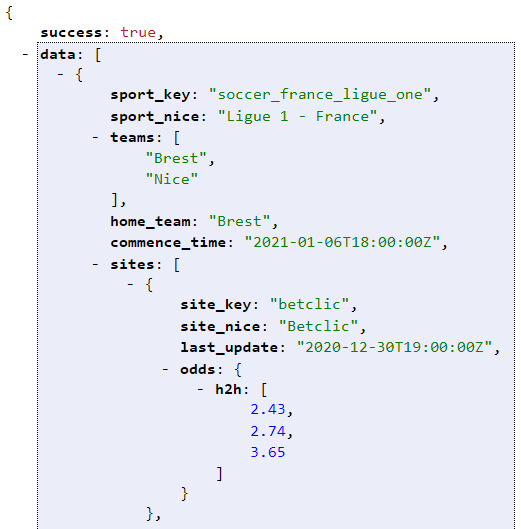 {
success: true,
- data: [
- {
sport_key: "soccer_france_ligue_one",
sport_nice: "Ligue 1 - France",
- teams: [
"Brest",
"Nice"
],
home_team: "Brest",
commence_time: "2021-01-06T18:00:00Z",
- sites: [
- {
site_key: "betclic",
site_nice: "Betclic",
last_update: "2020-12-30T19:00:00Z",
- odds: {
- h2h: [
2.43,
2.74,
3.65
]
}
},